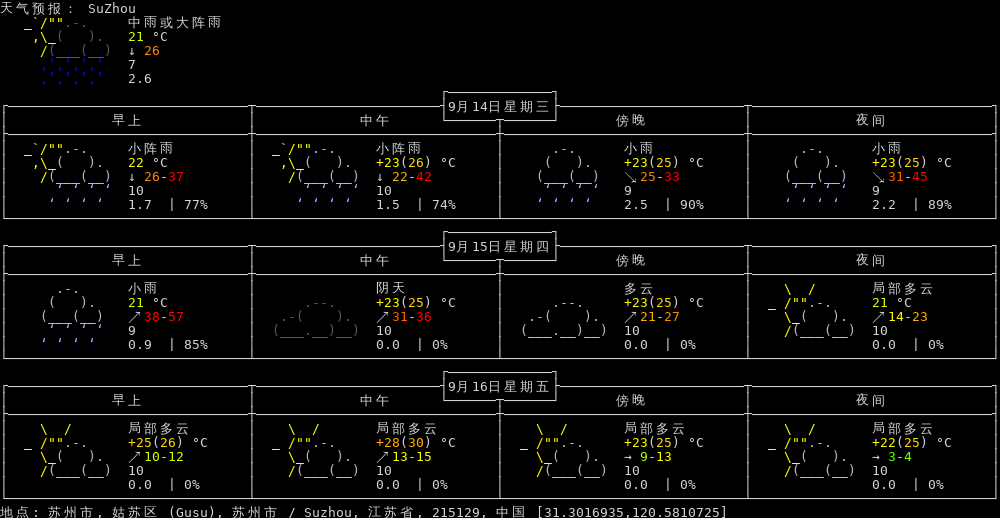 天气预报: SuZhou
中雨或大阵雨
21 °C
↓ 26
7
2.6
9月14日星期三
早上 中午 傍晚 夜间
小阵雨 小阵雨 小雨 小雨
22 °C +23(26) °C +23(25) °C +23(25) °C
↓ 26-37 ↓ 22-42 ↘ 25-33 ↘ 31-45
10 10 9 9
1.7 | 77% 1.5 | 74% 2.5 | 90% 2.2 | 89%
9月15日星期四
早上 中午 傍晚 夜间
小雨 阴天 多云 局部多云
21 °C +23(25) °C +23(25) °C 21 °C
↗ 38-57 ↗ 31-36 ↗ 21-27 ↗ 14-23
9 10 10 10
0.9 | 85% 0.0 | 0% 0.0 | 0% 0.0 | 0%
9月16日星期五
早上 中午 傍晚 夜间
局部多云 局部多云 局部多云 局部多云
+25(26) °C +28(30) °C +23(25) °C +22(25) °C
↗ 10-12 ↗ 13-15 → 9-13 → 3-4
10 10 10 10
0.0 | 0% 0.0 | 0% 0.0 | 0% 0.0 | 0%
地点: 苏州市, 姑苏区 (Gusu), 苏州市 / Suzhou, 江苏省, 215129, 中国 [31.3016935,120.5810725]